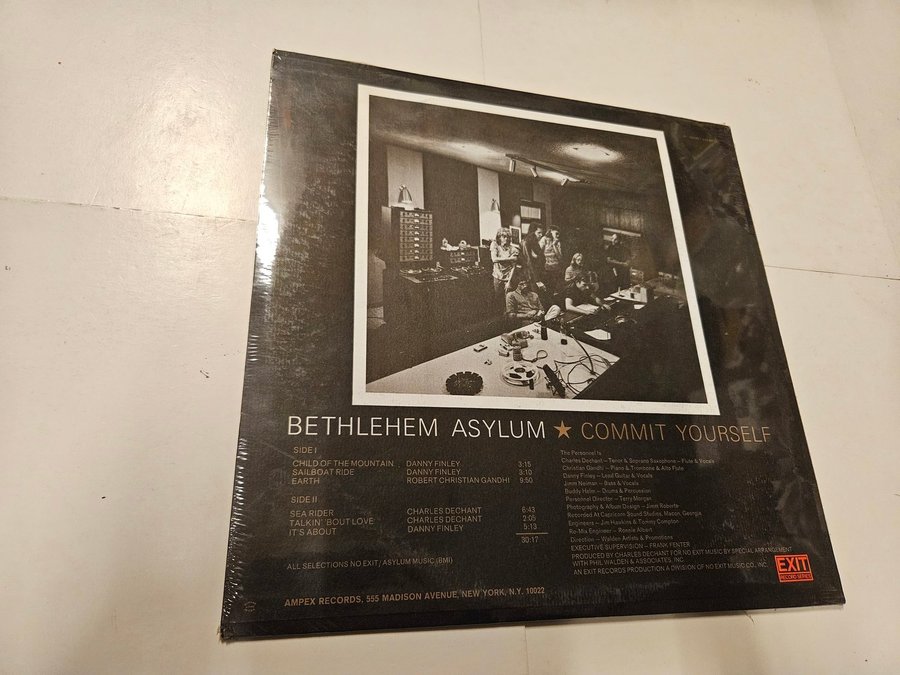 BETHLEHEM ASYLUM ★ COMMIT YOURSELF
SIDE I
CHILD OF THE MOUNTAIN DANNY FINLEY 3:15
SAILBOAT RIDE DANNY FINLEY 3:10
EARTH ROBERT CHRISTIAN GANDHI 9:50
SIDE II
SEA RIDER CHARLES DECHANT 6:43
TALKIN' 'BOUT LOVE CHARLES DECHANT 2:05
IT'S ABOUT DANNY FINLEY 5:13
30:17
ALL SELECTIONS NO EXIT/ASYLUM MUSIC (BMI)
AMPEX RECORDS, 555 MADISON AVENUE, NEW YORK, N.Y. 10022
The Personnel Is
Charles Dechant – Tenor & Soprano Saxophone – Flute & Vocals
Christian Gandhi – Piano & Trombone & Alto Flute
Danny Finley – Lead Guitar & Vocals
Jimm Neiman – Bass & Vocals
Buddy Helm – Drums & Percussion
Personnel Director – Terry Morgan
Photography & Album Design – Jimm Roberts
Recorded At Capricorn Sound Studios, Macon, Georgia
Engineers – Jim Hawkins & Tommy Compton
Re-Mix Engineer – Ronnie Albert
Direction – Walden Artists & Promotions
EXECUTIVE SUPERVISION – FRANK FENTER
PRODUCED BY CHARLES DECHANT FOR NO EXIT MUSIC BY SPECIAL ARRANGEMENT
WITH PHIL WALDEN & ASSOCIATES, INC.
AN EXIT RECORDS PRODUCTION A DIVISION OF NO EXIT MUSIC CO., INC.
EXIT
RECORD SERIES